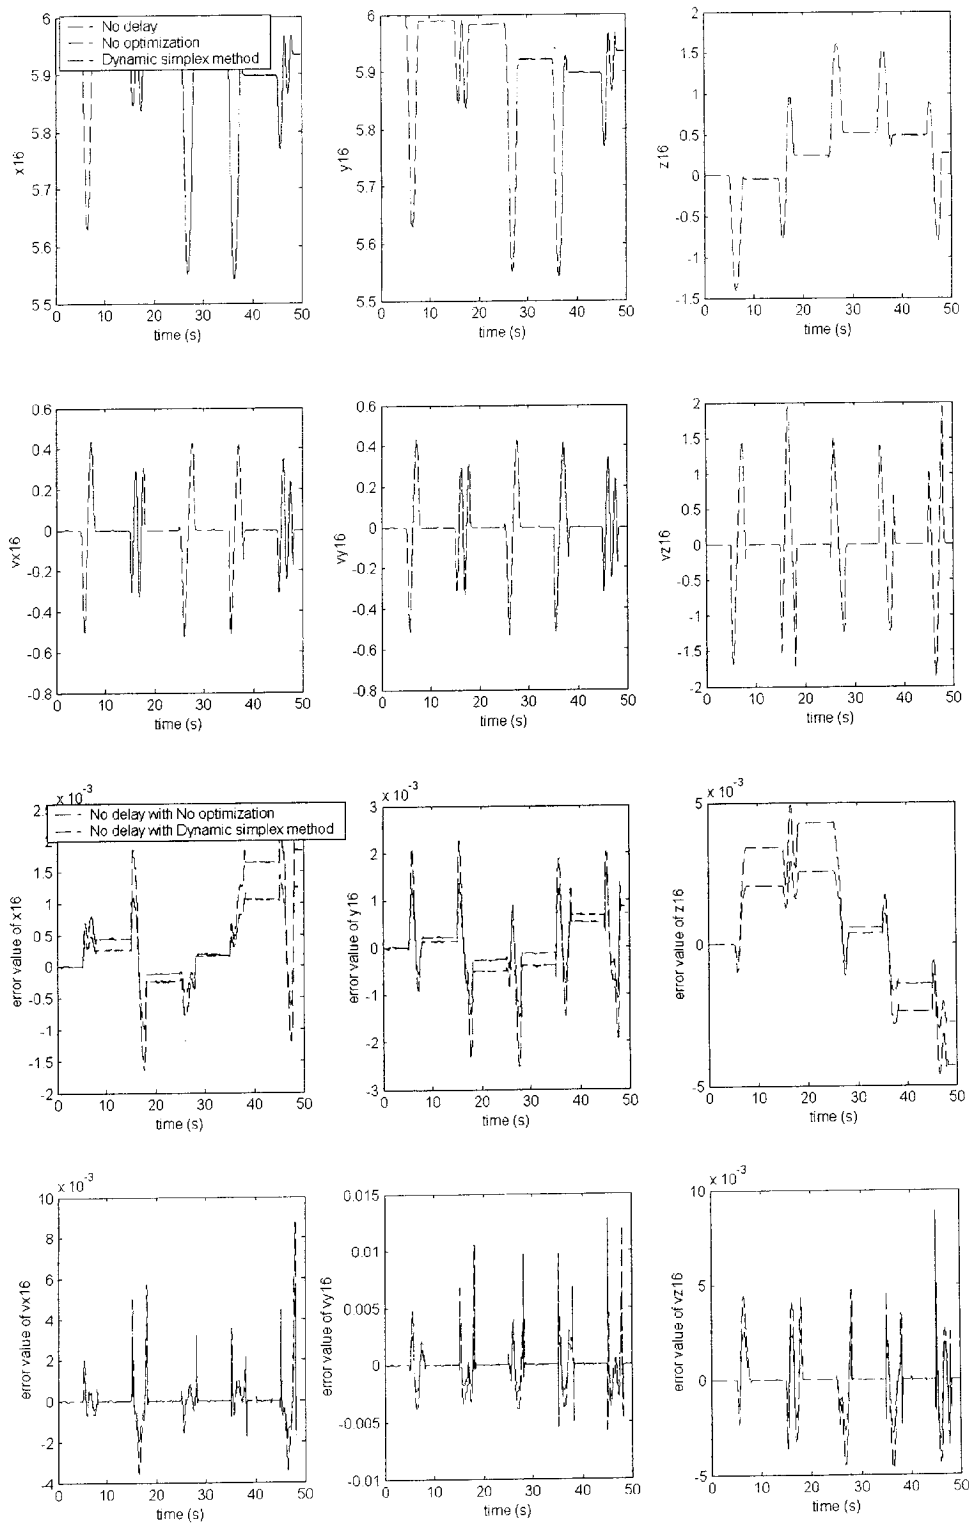 No delay
No optimization
Dynamic simplex method
6
5.9
5.8
5.7
5.6
5.5
x16
0 10 20 30 40 50
time (s)
6
5.9
5.8
5.7
5.6
5.5
y16
0 10 20 30 40 50
time (s)
2
1.5
1
0.5
0
-0.5
-1
-1.5
z16
0 10 20 30 40 50
time (s)
0.6
0.4
0.2
0
-0.2
-0.4
-0.6
-0.8
vx16
0 10 20 30 40 50
time (s)
0.6
0.4
0.2
0
-0.2
-0.4
-0.6
-0.8
vy16
0 10 20 30 40 50
time (s)
2
1.5
1
0.5
0
-0.5
-1
-1.5
2
vz16
0 10 20 30 40 50
time (s)
x 10-3
No delay with No optimization
No delay with Dynamic simplex method
1.5
1
0.5
0
-0.5
-1
-1.5
-2
error value of x16
0 10 20 30 40 50
time (s)
x 10-3
3
2
1
0
-1
-2
-3
error value of y16
0 10 20 30 40 50
time (s)
x 10-3
5
0
-5
error value of z16
0 10 20 30 40 50
time (s)
x 10-3
10
8
6
4
2
0
-2
-4
error value of vx16
0 10 20 30 40 50
time (s)
0.015
0.01
0.005
0
-0.005
-0.01
error value of vy16
0 10 20 30 40 50
time (s)
x 10-3
10
5
0
-5
error value of vz16
0 10 20 30 40 50
time (s)